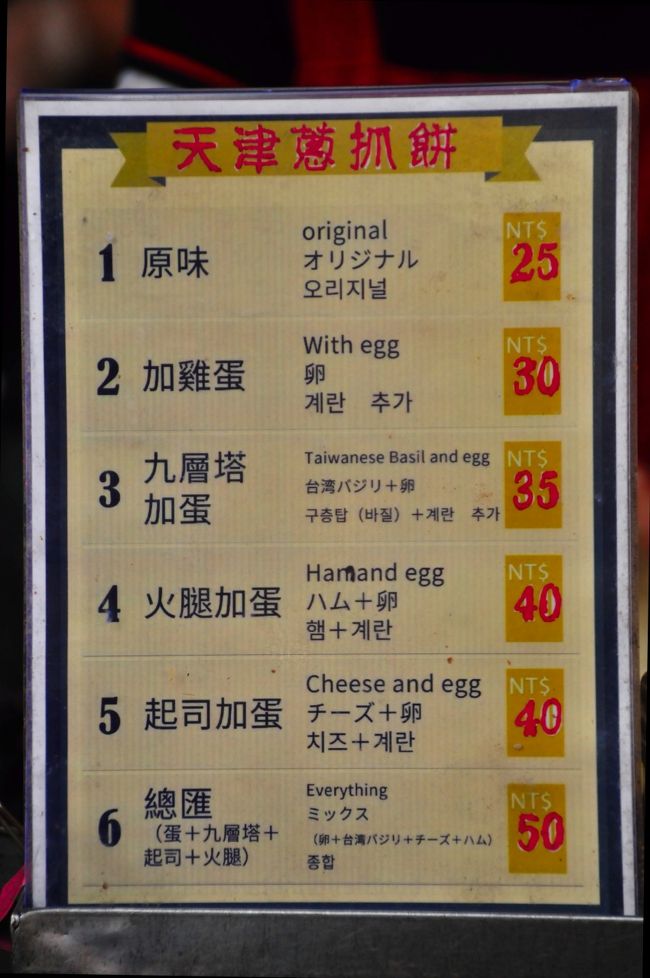 天津蔥抓餅
1 原味
original
オリジナル
오리지널
NT$ 25
2 加雞蛋
With egg
卵
계란 추가
NT$ 30
3 九層塔
加蛋
Taiwanese Basil and egg
台湾バジリ+卵
구층탑（바질）+계란 추가
NT$ 35
4 火腿加蛋
Hamand egg
ハム+卵
햄+계란
NT$ 40
5 起司加蛋
Cheese and egg
チーズ+卵
치즈+계란
NT$ 40
6 總匯
（蛋+九層塔+
起司+火腿）
Everything
ミックス
（卵+台湾バジリ+チーズ+ハム）
종합
NT$ 50